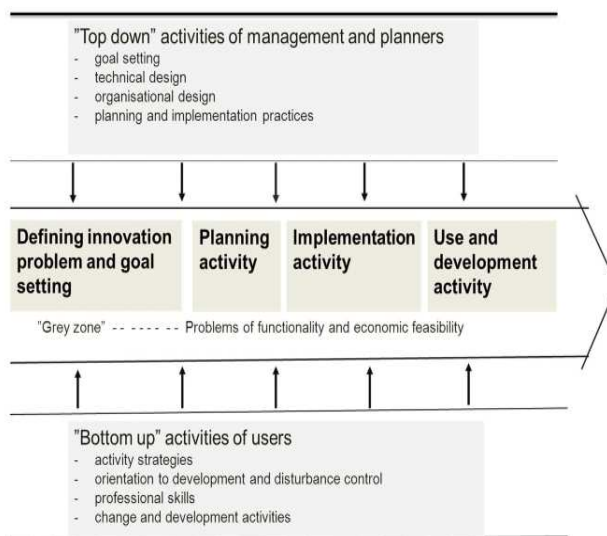 "Top down" activities of management and planners
- goal setting
- technical design
- organisational design
- planning and implementation practices
Defining innovation
problem and goal
setting
Planning
activity
Implementation
activity
Use and
development
activity
"Grey zone" -- - ---- -- Problems of functionality and economic feasibility
"Bottom up" activities of users
- activity strategies
- orientation to development and disturbance control
- professional skills
- change and development activities